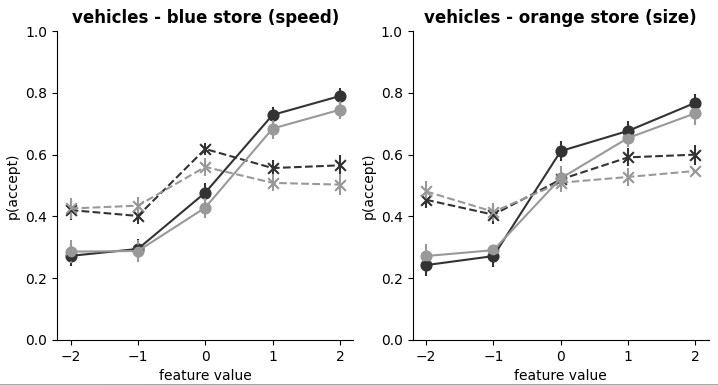 vehicles - blue store (speed)
1.0
0.8
0.6
0.4
0.2
0.0
p(accept)
−2 −1 0 1 2
feature value
vehicles - orange store (size)
1.0
0.8
0.6
0.4
0.2
0.0
p(accept)
−2 −1 0 1 2
feature value